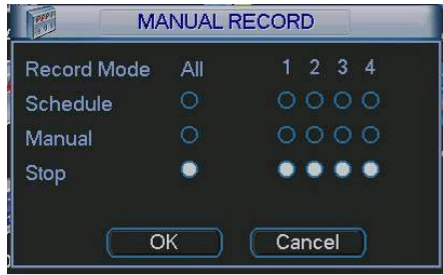 MANUAL RECORD
Record Mode All 1 2 3 4
Schedule
Manual
Stop
OK Cancel